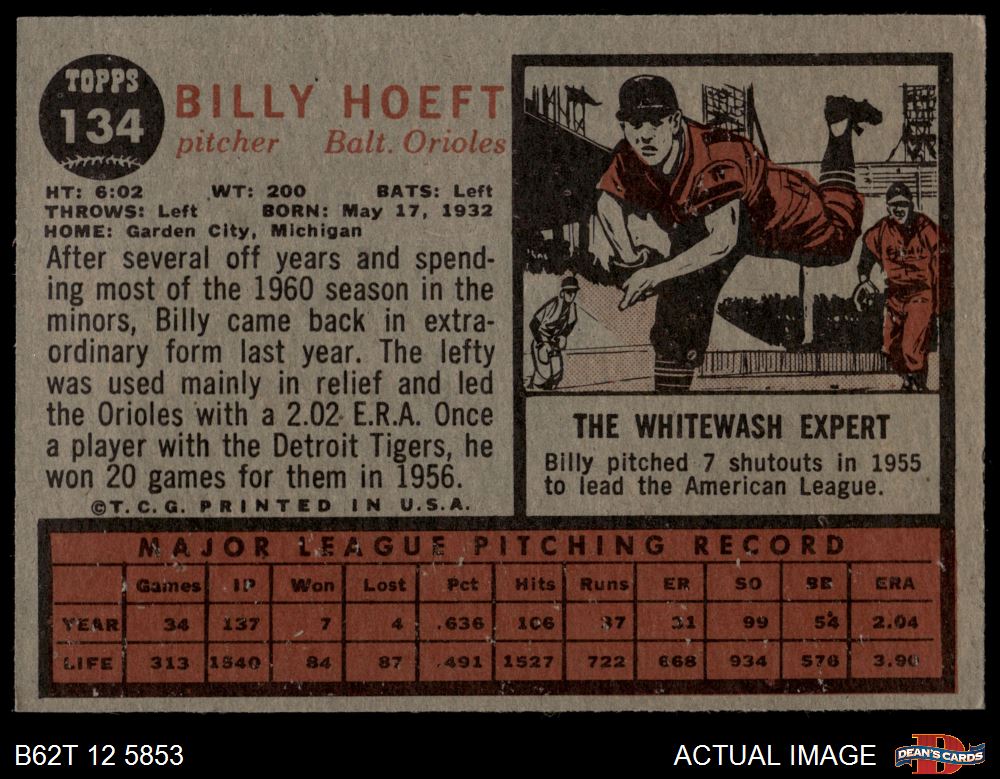 TOPPS
134
BILLY HOEFT
pitcher Balt. Orioles
HT: 6:02 WT: 200 BATS: Left
THROWS: Left BORN: May 17, 1932
HOME: Garden City, Michigan
After several off years and spend-
ing most of the 1960 season in the
minors, Billy came back in extra-
ordinary form last year. The lefty
was used mainly in relief and led
the Orioles with a 2.02 E.R.A. Once
a player with the Detroit Tigers, he
won 20 games for them in 1956.
©T.C.G. PRINTED IN U.S.A.
THE WHITEWASH EXPERT
Billy pitched 7 shutouts in 1955
to lead the American League.
MAJOR LEAGUE PITCHING RECORD
Games IP Won Lost Pct Hits Runs ER SO BB ERA
YEAR 34 137 7 4 .636 106 37 31 99 54 2.04
LIFE 313 1540 84 87 .491 1527 722 668 934 576 3.90
B62T 12 5853
ACTUAL IMAGE
DEAN'S CARDS